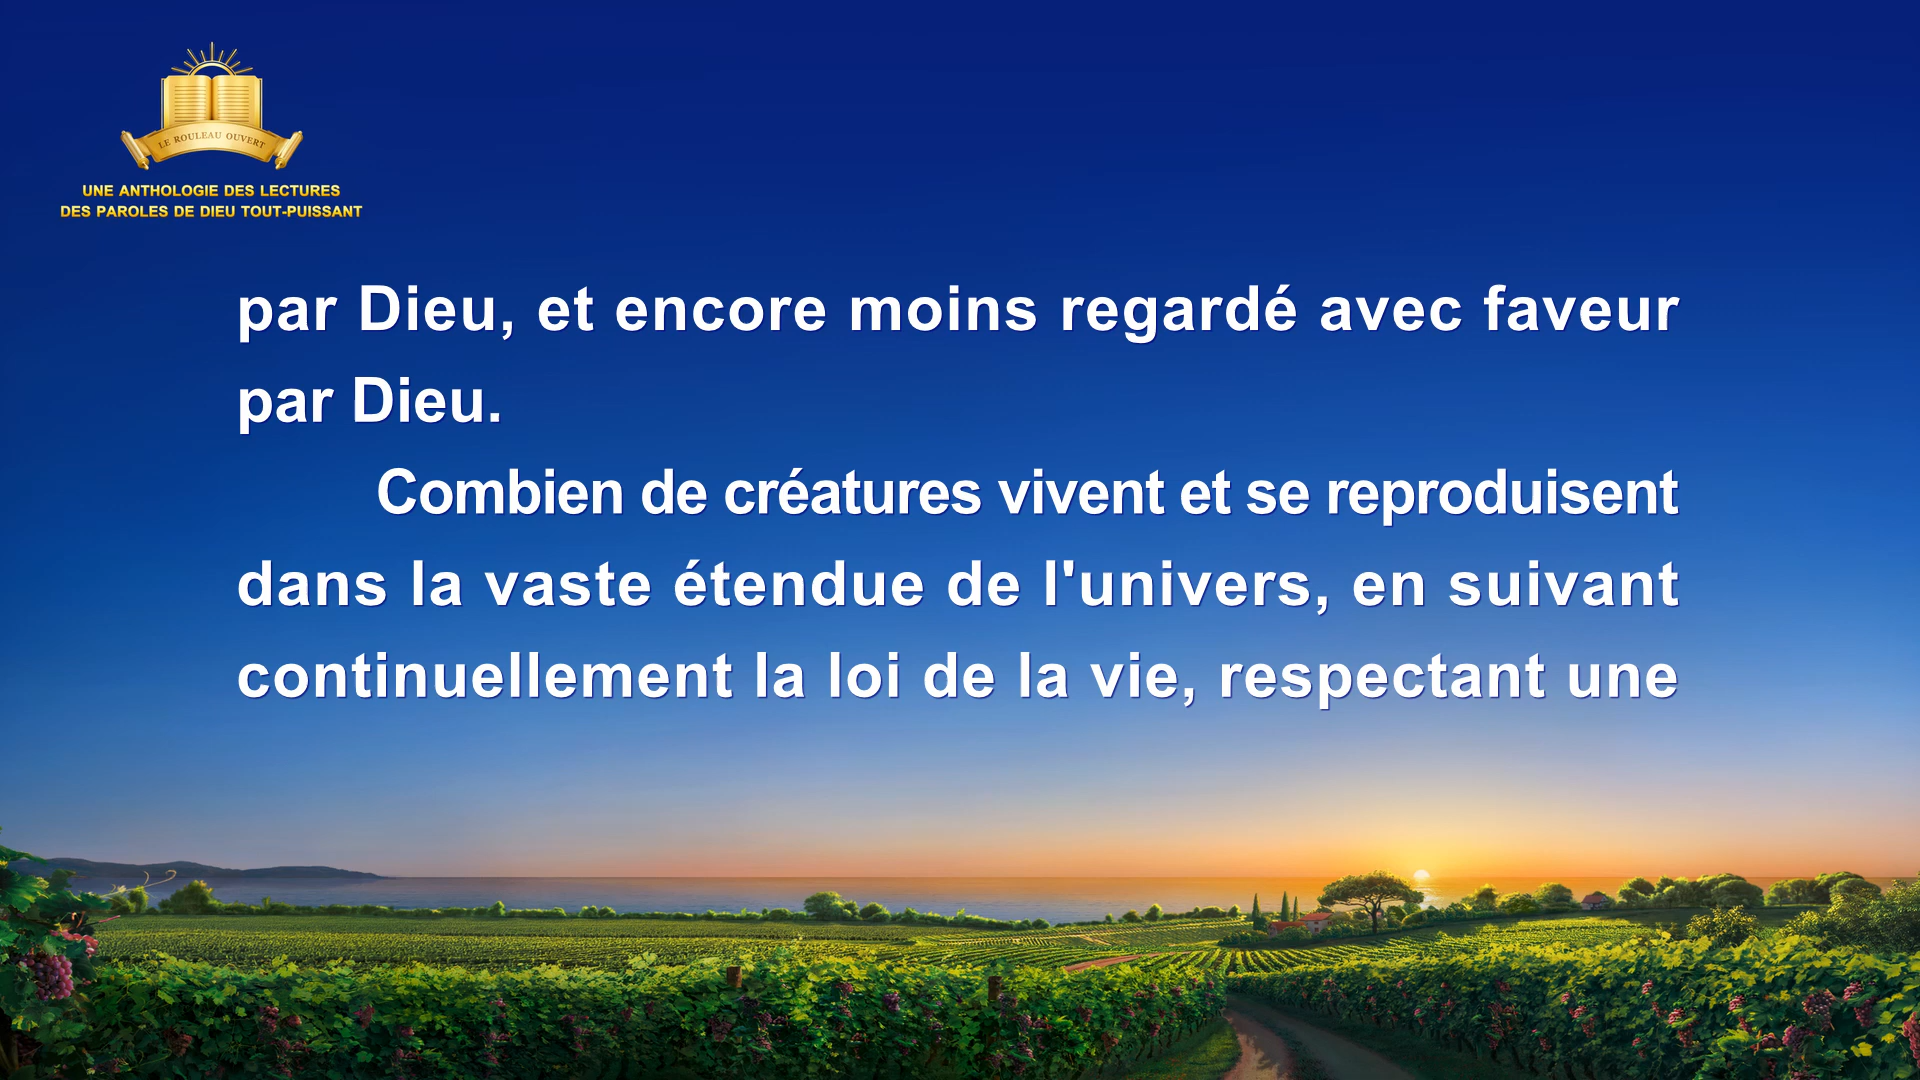 LE ROULEAU OUVERT
UNE ANTHOLOGIE DES LECTURES
DES PAROLES DE DIEU TOUT-PUISSANT
par Dieu, et encore moins regardé avec faveur
par Dieu.
Combien de créatures vivent et se reproduisent
dans la vaste étendue de l'univers, en suivant
continuellement la loi de la vie, respectant une